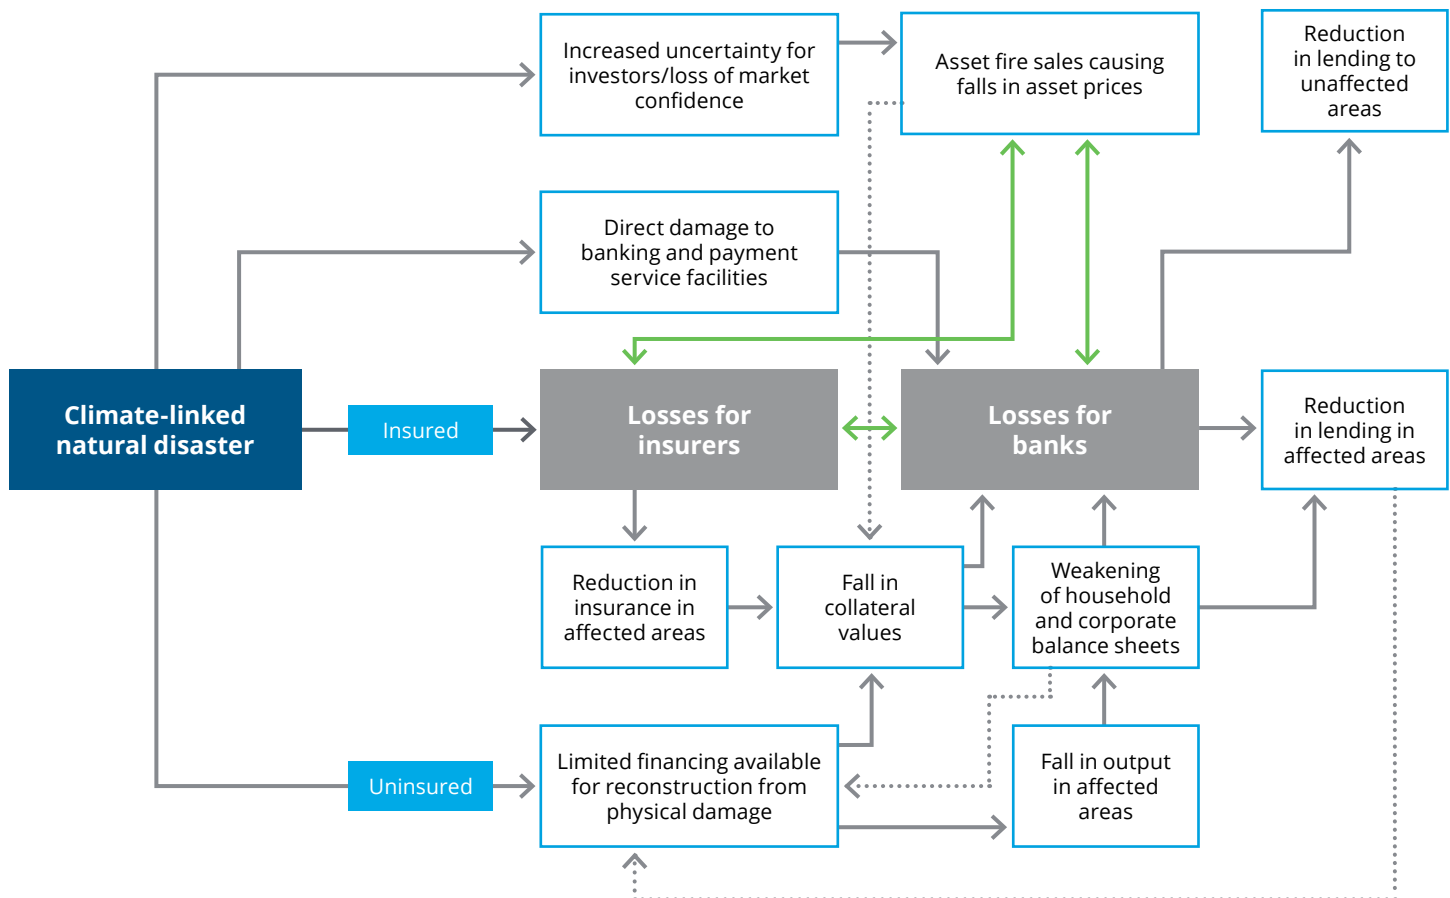 Increased uncertainty for
investors/loss of market
confidence
Asset fire sales causing
falls in asset prices
Reduction
in lending to
unaffected
areas
Direct damage to
banking and payment
service facilities
Climate-linked
natural disaster
Insured
Losses for
insurers
Losses for
banks
Reduction
in lending in
affected areas
Reduction in
insurance in
affected areas
Fall in
collateral
values
Weakening
of household
and corporate
balance sheets
Uninsured
Limited financing available
for reconstruction from
physical damage
Fall in output
in affected
areas